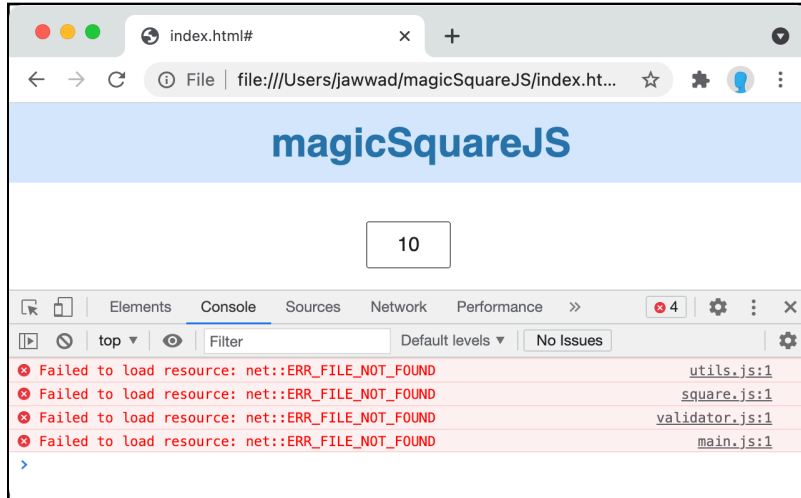 index.html#
File file:///Users/jawwad/magicSquareJS/index.ht...
magicSquareJS
10
Elements Console Sources Network Performance » 4
top ▼ Filter Default levels ▼ No Issues
Failed to load resource: net::ERR_FILE_NOT_FOUND utils.js:1
Failed to load resource: net::ERR_FILE_NOT_FOUND square.js:1
Failed to load resource: net::ERR_FILE_NOT_FOUND validator.js:1
Failed to load resource: net::ERR_FILE_NOT_FOUND main.js:1
>